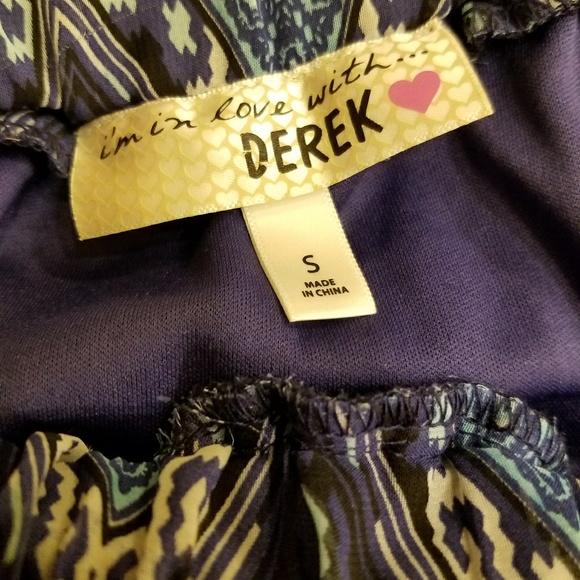 i'm in love with...
DEREK
S
MADE
IN CHINA